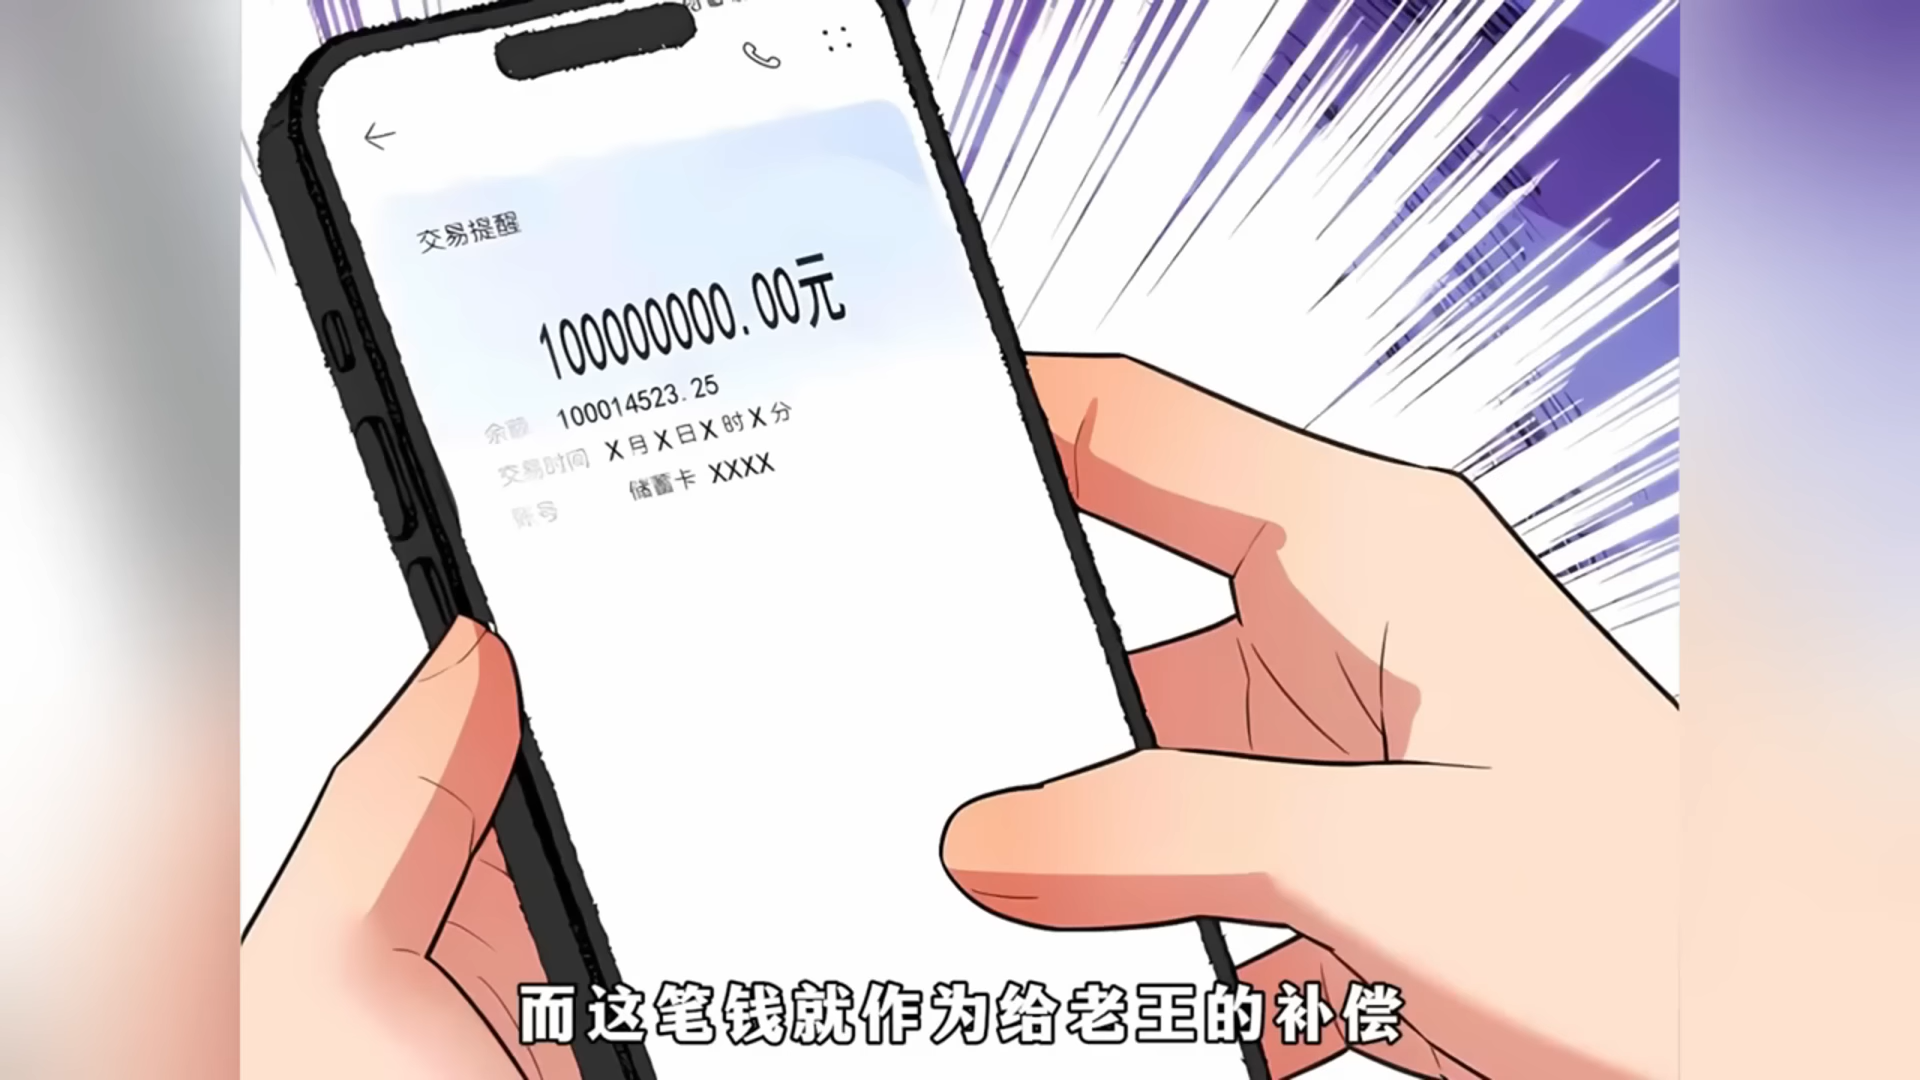 交易提醒
100000000.00元
余额 100014523.25
交易时间 X月X日X时X分
账号 储蓄卡 XXXX
而这笔钱就作为给老王的补偿